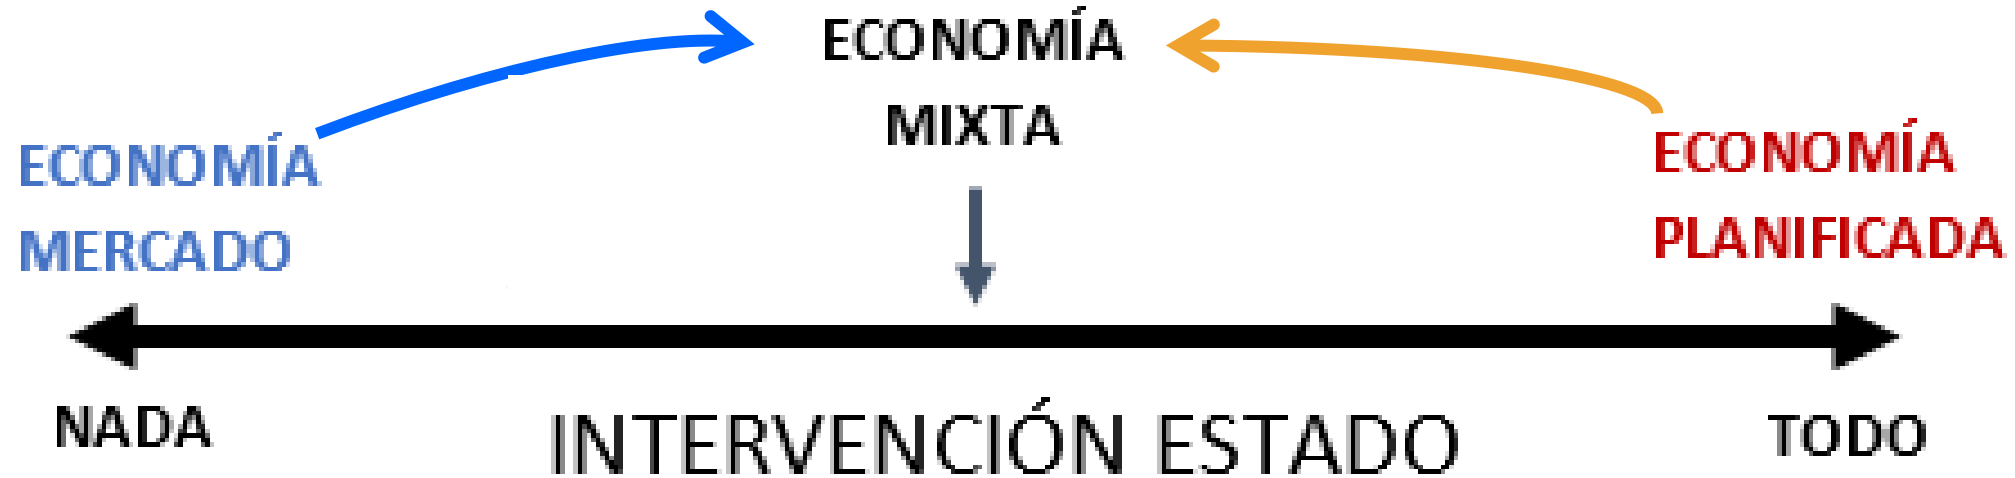 ECONOMÍA
MIXTA
ECONOMÍA
MERCADO
ECONOMÍA
PLANIFICADA
NADA
INTERVENCIÓN ESTADO
TODO